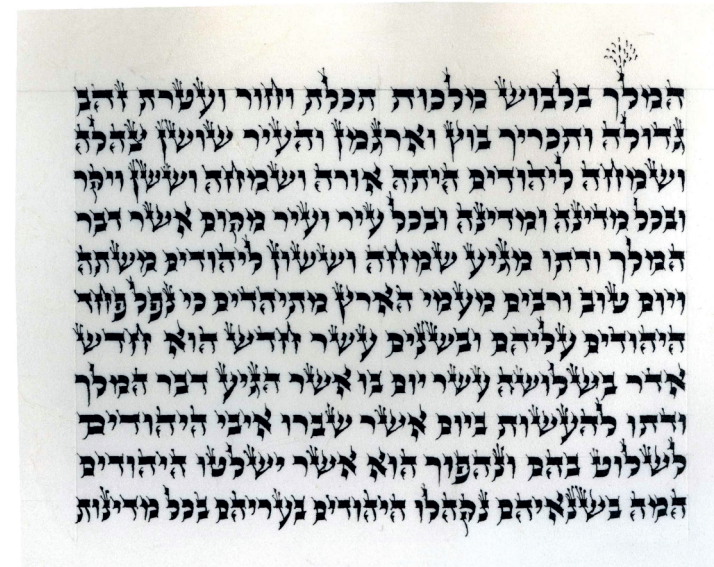 המלך בלבוש מלכות תכלת וחור ועטרת זהב
גדולה ותכריך בוץ וארגמן והעיר שושן צהלה
ושמחה ליהודים היתה אורה ושמחה וששן ויקר
ובכל מדינה ומדינה ובכל עיר ועיר מקום אשר דבר
המלך ודתו מגיע שמחה וששון ליהודים משתה
ויום טוב ורבים מעמי הארץ מתיהדים כי נפל פחד
היהודים עליהם ובשנים עשר חדש הוא חדש
אדר בשלושה עשר יום בו אשר הגיע דבר המלך
ודתו להעשות ביום אשר שברו איבי היהודים
לשלוט בהם ונהפוך הוא אשר ישלטו היהודים
המה בשנאיהם נקהלו היהודים בעריהם בכל מדינות